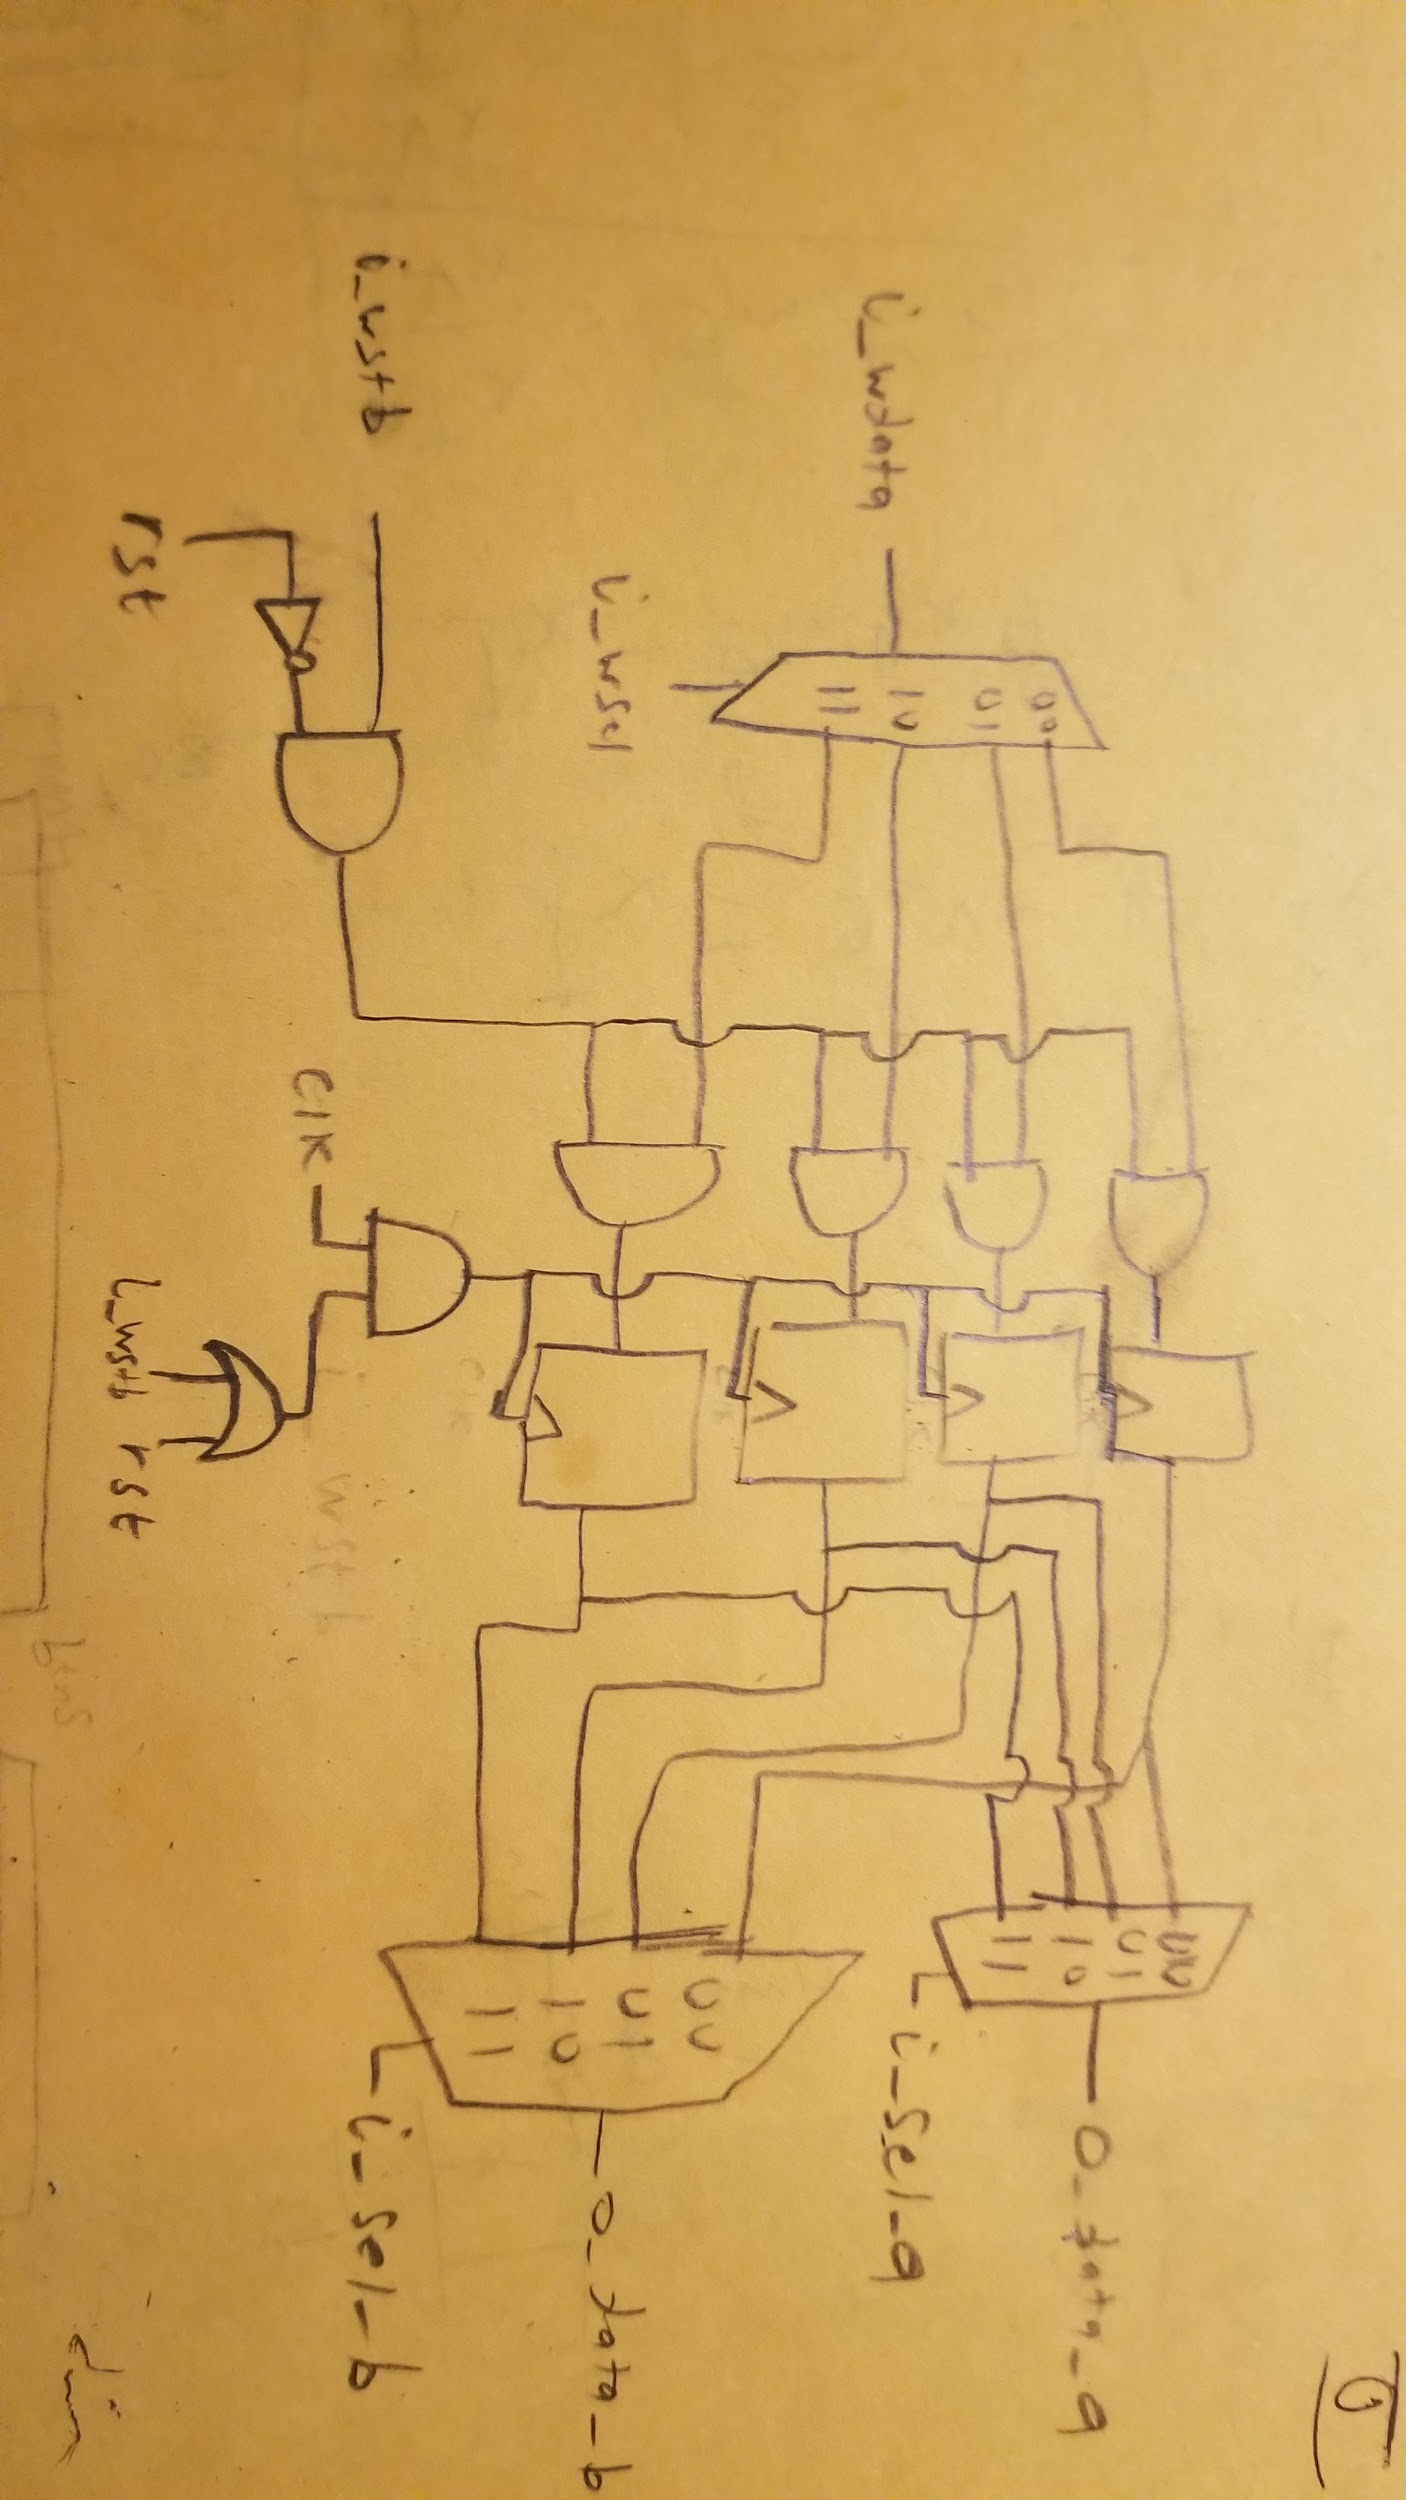 i_wdata
00
01
10
11
i_wsel
i_wstb
rst
clk
i_wstb
rst
00
01
10
11
i_sel_a
o_data_a
00
01
10
11
i_sel_b
o_data_b